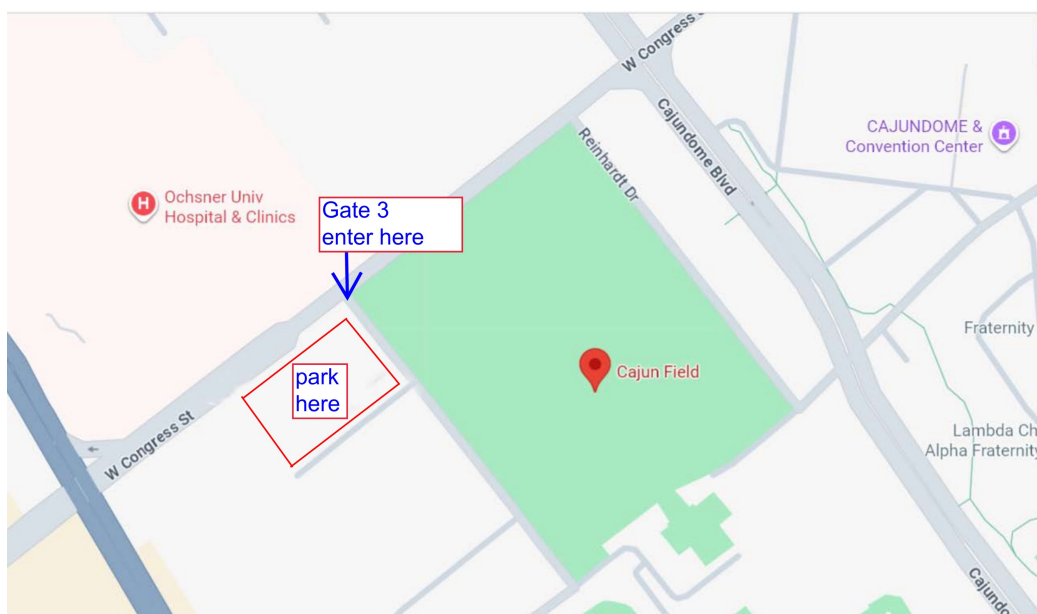 W Congress S
Cajundome Blvd
Reinhardt Dr
CAJUNDOME &
Convention Center
Ochsner Univ
Hospital & Clinics
H
Gate 3
enter here
Fraternity
Cajun Field
park
here
W Congress St
Lambda Ch
Alpha Fraternity
Cajundo